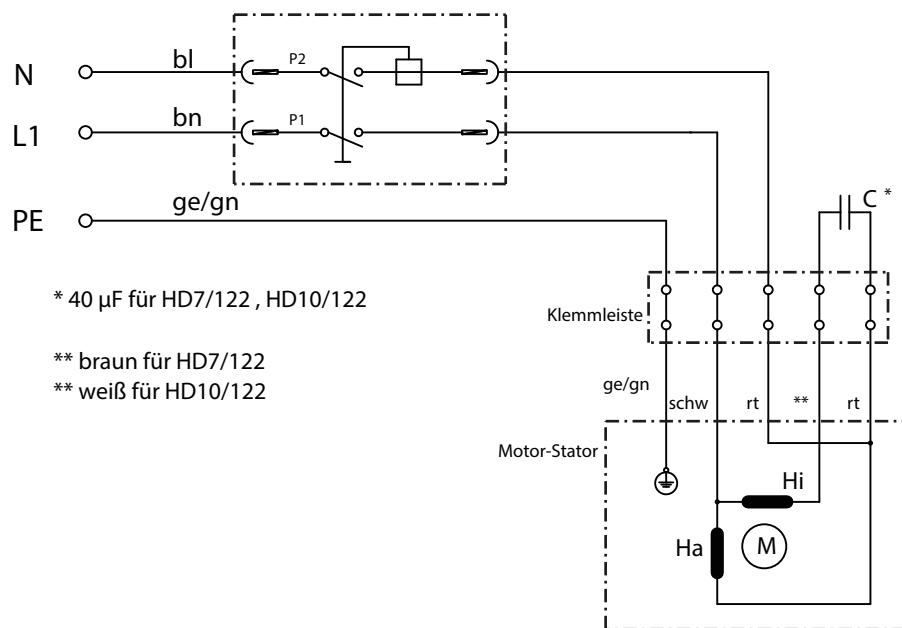 N
bl
P2
L1
bn
P1
PE
ge/gn
C *
* 40 µF für HD7/122 , HD10/122
Klemmleiste
** braun für HD7/122
** weiß für HD10/122
ge/gn
schw
rt
**
rt
Motor-Stator
Hi
Ha
M